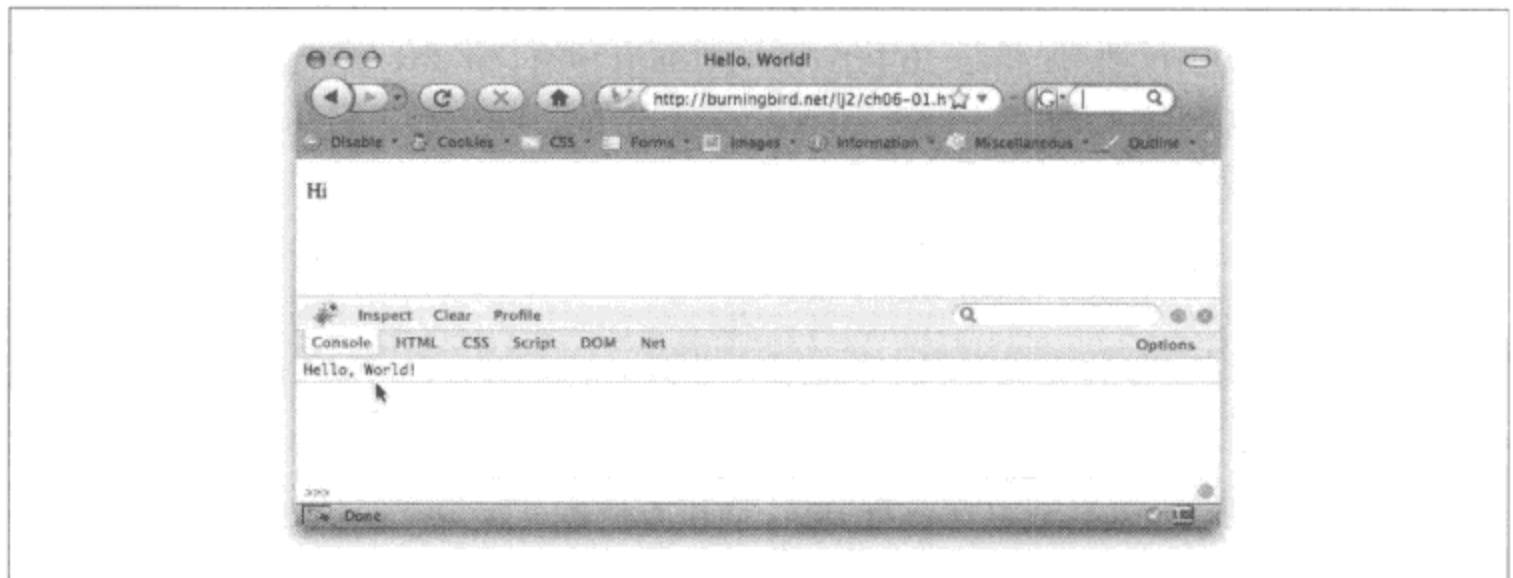 Hello, World!
http://burningbird.net/lj2/ch06-01.h
Disable Cookies CSS Forms Images Information Miscellaneous Outline
Hi
Inspect Clear Profile
Console HTML CSS Script DOM Net Options
Hello, World!
>>>
Done